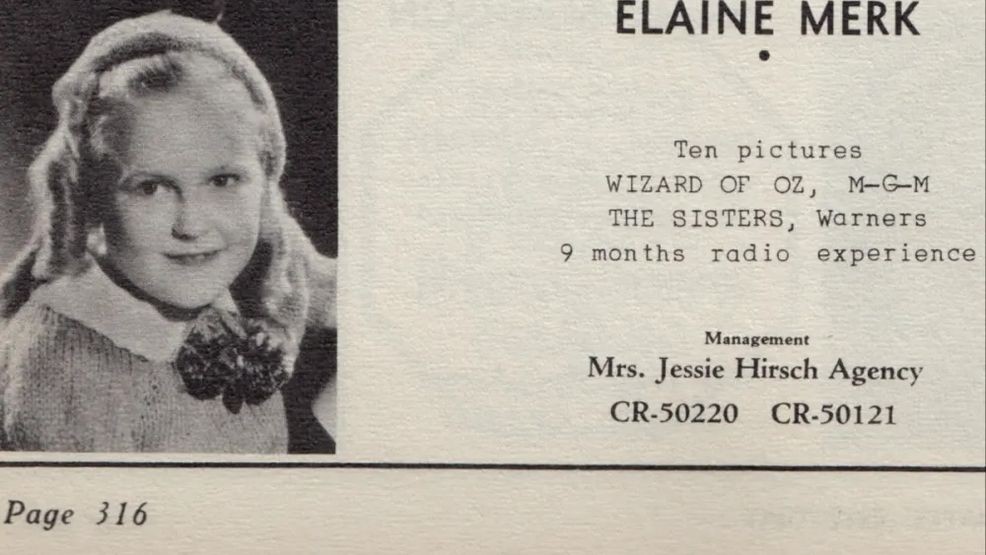 ELAINE MERK
•
Ten pictures
WIZARD OF OZ, M-G-M
THE SISTERS, Warners
9 months radio experience
Management
Mrs. Jessie Hirsch Agency
CR-50220 CR-50121
Page 316